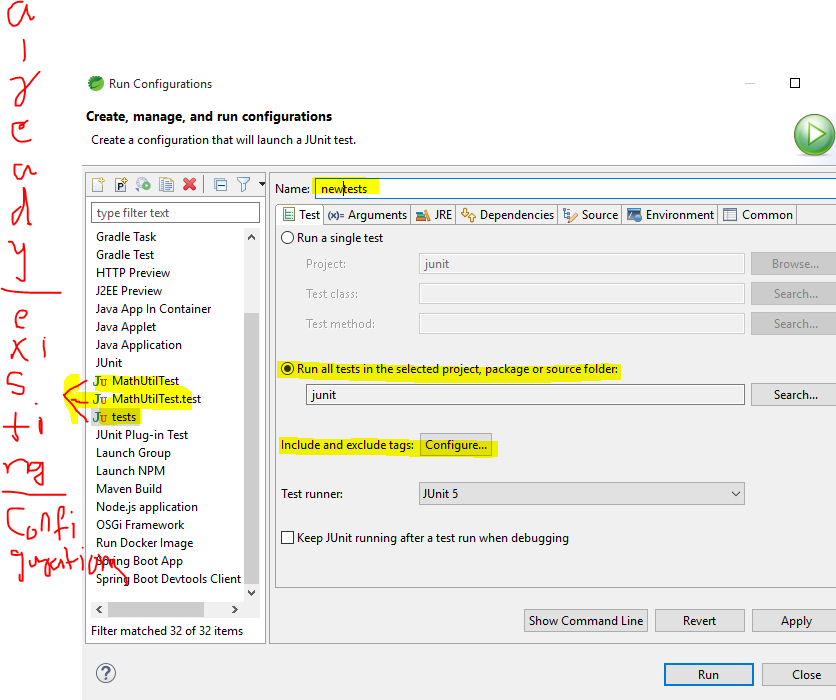 already
existing
configuration
Run Configurations
Create, manage, and run configurations
Create a configuration that will launch a JUnit test.
Name: newtests
type filter text
Test (x)= Arguments JRE Dependencies Source Environment Common
Run a single test
Project: junit Browse...
Test class: Search...
Test method: Search...
Run all tests in the selected project, package or source folder:
junit Search...
Include and exclude tags: Configure...
Test runner: JUnit 5
Keep JUnit running after a test run when debugging
Gradle Task
Gradle Test
HTTP Preview
J2EE Preview
Java App In Container
Java Applet
Java Application
JUnit
Ju MathUtilTest
Ju MathUtilTest.test
Ju tests
JUnit Plug-in Test
Launch Group
Launch NPM
Maven Build
Node.js application
OSGi Framework
Run Docker Image
Spring Boot App
Spring Boot Devtools Client
Filter matched 32 of 32 items
Show Command Line Revert Apply
? Run Close